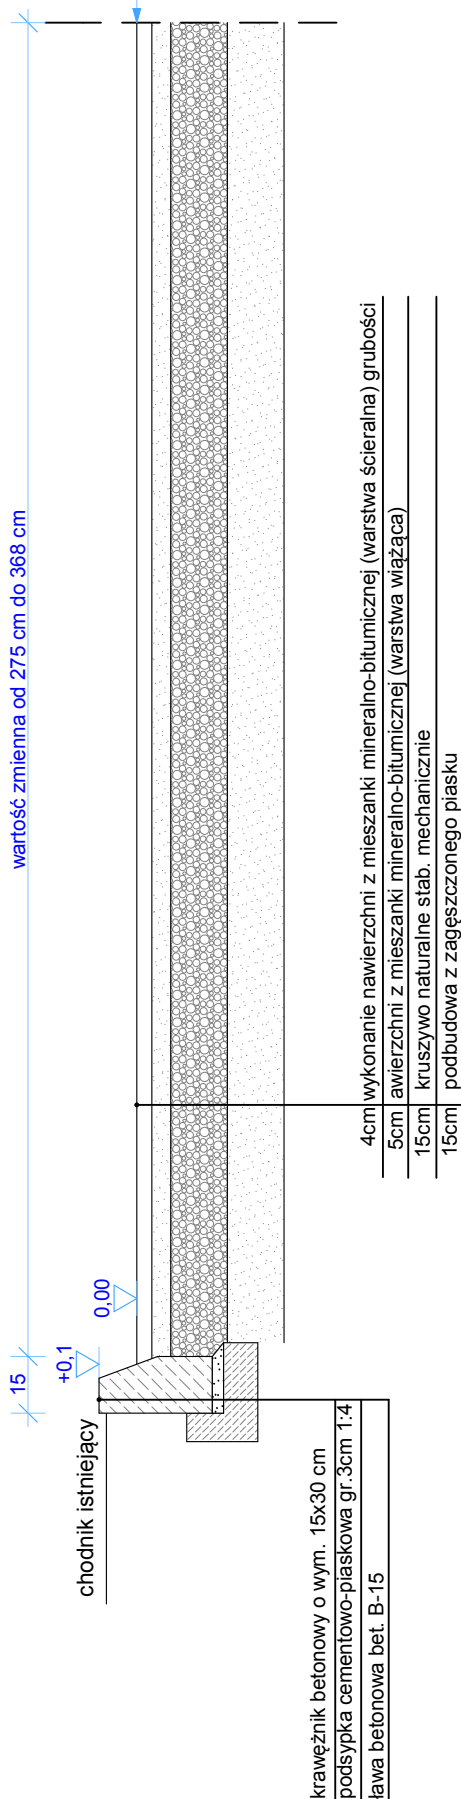 wartość zmienna od 275 cm do 368 cm
15
+0,1
0,00
chodnik istniejący
4cm wykonanie nawierzchni z mieszanki mineralno-bitumicznej (warstwa ścieralna) grubości
5cm awierzchni z mieszanki mineralno-bitumicznej (warstwa wiążąca)
15cm kruszywo naturalne stab. mechanicznie
15cm podbudowa z zagęszczonego piasku
krawężnik betonowy o wym. 15x30 cm
podsypka cementowo-piaskowa gr.3cm 1:4
ława betonowa bet. B-15